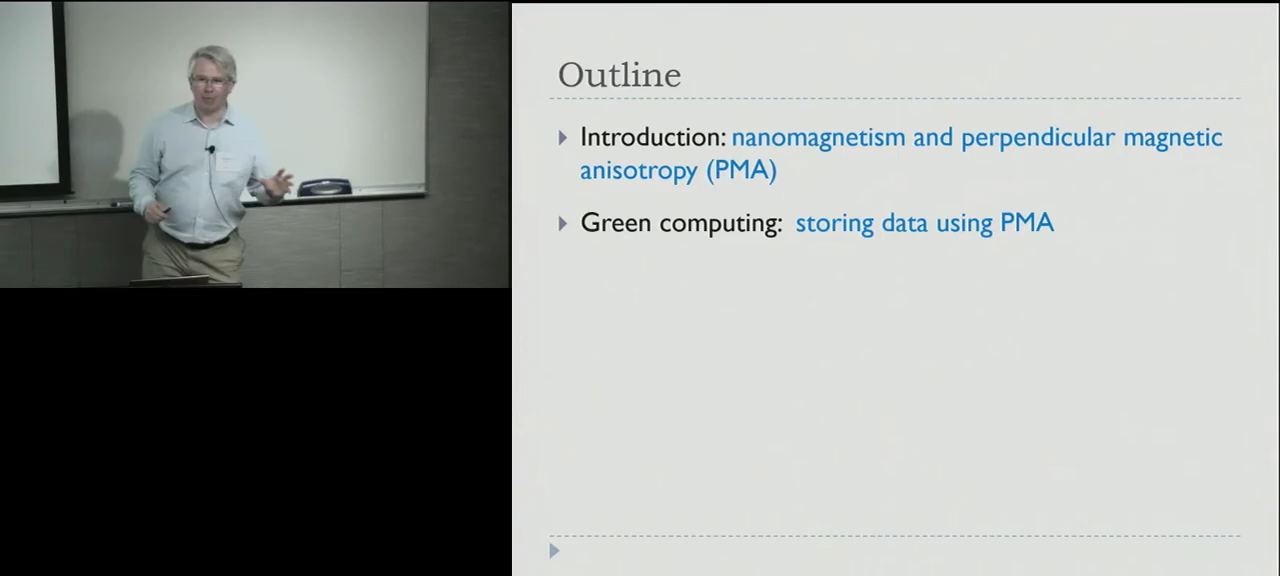 Outline
Introduction: nanomagnetism and perpendicular magnetic
anisotropy (PMA)
Green computing: storing data using PMA